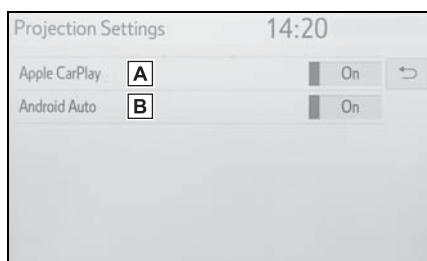 Projection Settings 14:20
Apple CarPlay A On
Android Auto B On